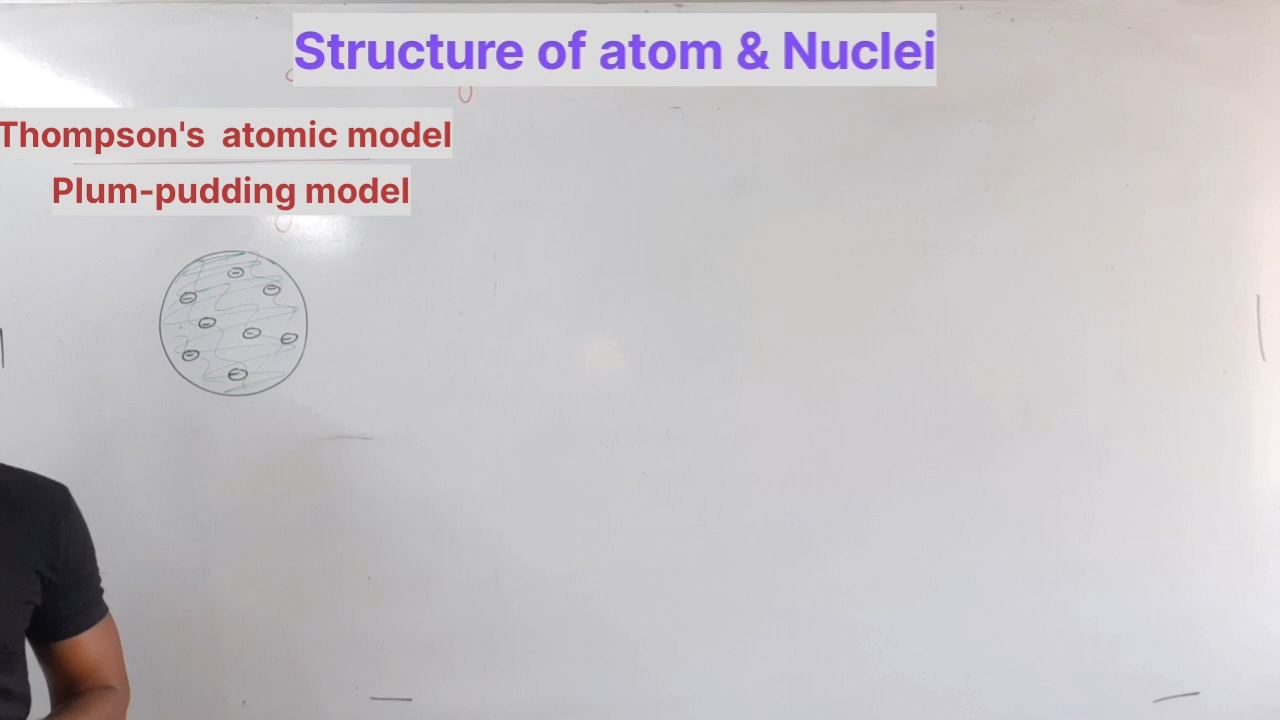 Structure of atom & Nuclei
Thompson's atomic model
Plum-pudding model